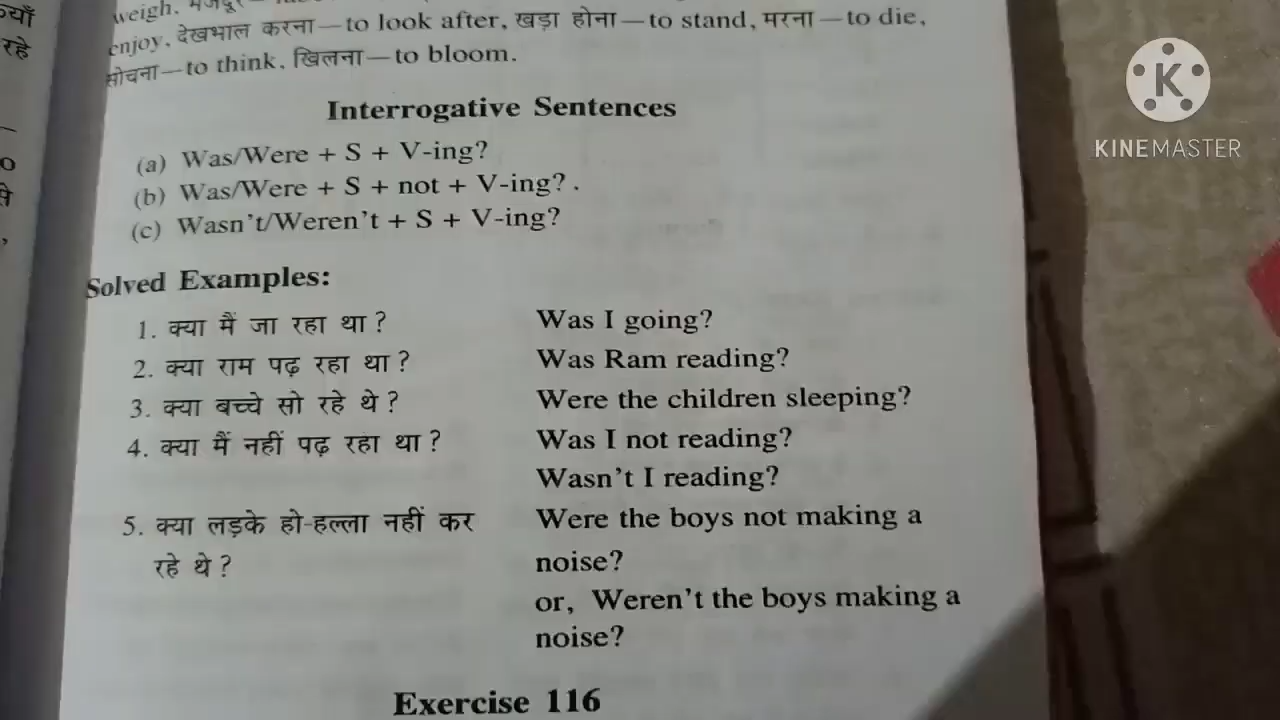 weigh. मजदूर
enjoy, देखभाल करना—to look after, खड़ा होना—to stand, मरना—to die,
सोचना—to think, खिलना—to bloom.
रहे
Interrogative Sentences
(a) Was/Were + S + V-ing?
(b) Was/Were + S + not + V-ing? .
(c) Wasn't/Weren't + S + V-ing?
Solved Examples:
1. क्या मैं जा रहा था ? Was I going?
2. क्या राम पढ़ रहा था ? Was Ram reading?
3. क्या बच्चे सो रहे थे ? Were the children sleeping?
4. क्या मैं नहीं पढ़ रहा था ? Was I not reading?
Wasn't I reading?
5. क्या लड़के हो-हल्ला नहीं कर Were the boys not making a
रहे थे ? noise?
or, Weren't the boys making a
noise?
Exercise 116
K
KINEMASTER